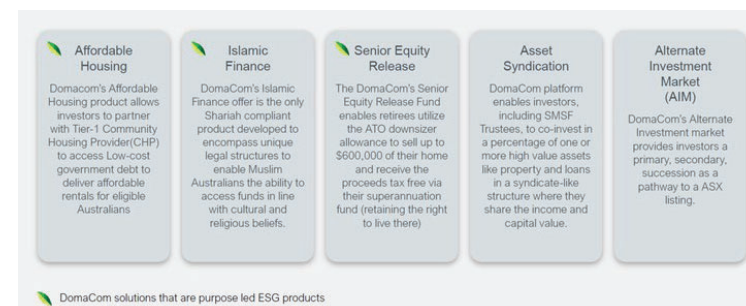 Affordable
Housing
Domacom's Affordable
Housing product allows
investors to partner
with Tier-1 Community
Housing Provider(CHP)
to access Low-cost
government debt to
deliver affordable
rentals for eligible
Australians
Islamic
Finance
DomaCom's Islamic
Finance offer is the only
Shariah compliant
product developed to
encompass unique
legal structures to
enable Muslim
Australians the ability to
access funds in line
with cultural and
religious beliefs.
Senior Equity
Release
The DomaCom's Senior
Equity Release Fund
enables retirees utilize
the ATO downsizer
allowance to sell up to
$600,000 of their home
and receive the
proceeds tax free via
their superannuation
fund (retaining the right
to live there)
Asset
Syndication
DomaCom platform
enables investors,
including SMSF
Trustees, to co-invest in
a percentage of one or
more high value assets
like property and loans
in a syndicate-like
structure where they
share the income and
capital value.
Alternate
Investment
Market
(AIM)
DomaCom's Alternate
Investment market
provides investors a
primary, secondary,
succession as a
pathway to a ASX
listing.
DomaCom solutions that are purpose led ESG products